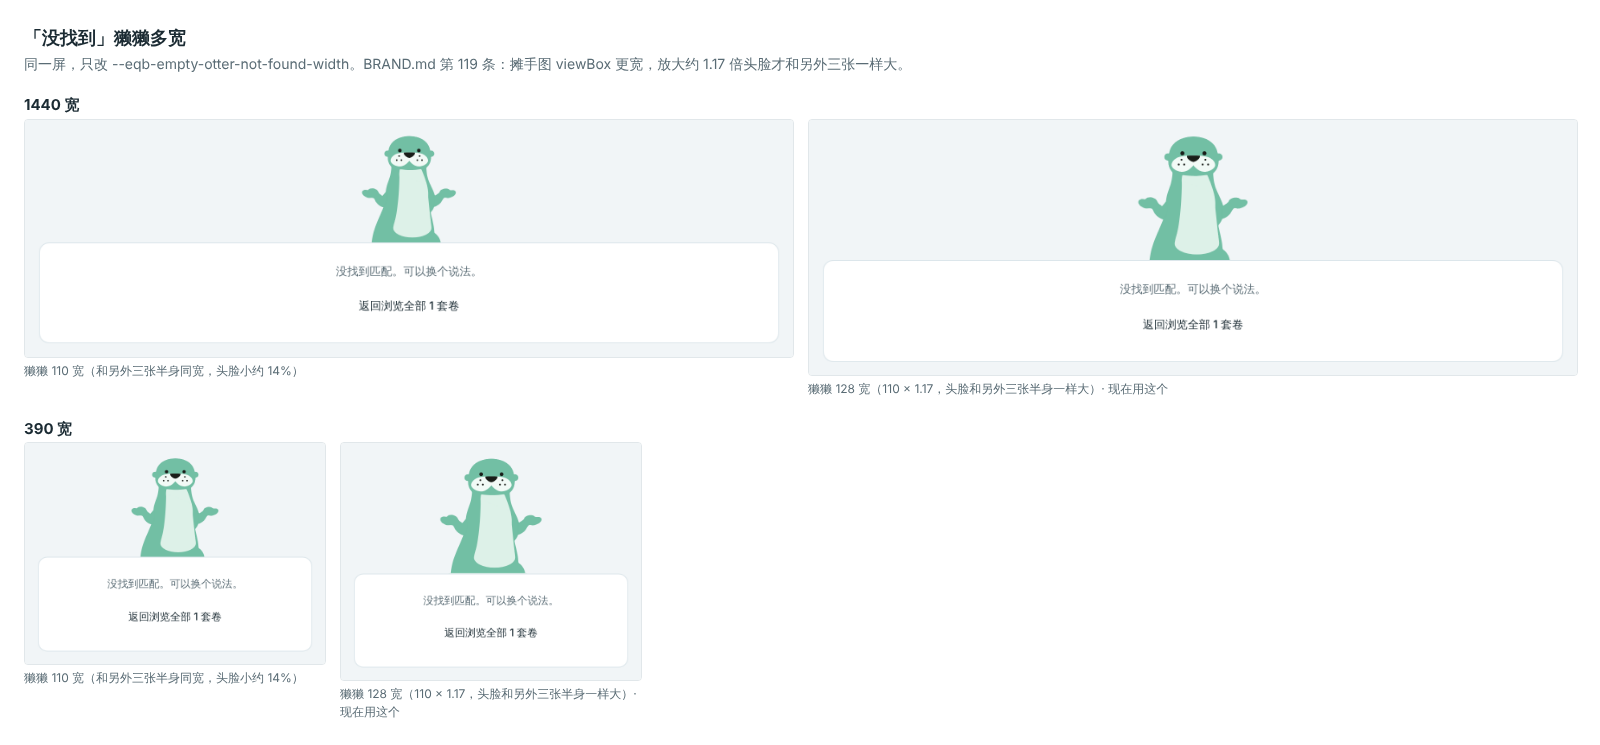 「没找到」獭獭多宽
同一屏，只改 --eqb-empty-otter-not-found-width。BRAND.md 第 119 条：摊手图 viewBox 更宽，放大约 1.17 倍头脸才和另外三张一样大。
1440 宽
没找到匹配。可以换个说法。
返回浏览全部 1 套卷
獭獭 110 宽（和另外三张半身同宽，头脸小约 14%）
没找到匹配。可以换个说法。
返回浏览全部 1 套卷
獭獭 128 宽（110 × 1.17，头脸和另外三张半身一样大）· 现在用这个
390 宽
没找到匹配。可以换个说法。
返回浏览全部 1 套卷
獭獭 110 宽（和另外三张半身同宽，头脸小约 14%）
没找到匹配。可以换个说法。
返回浏览全部 1 套卷
獭獭 128 宽（110 × 1.17，头脸和另外三张半身一样大）·
现在用这个